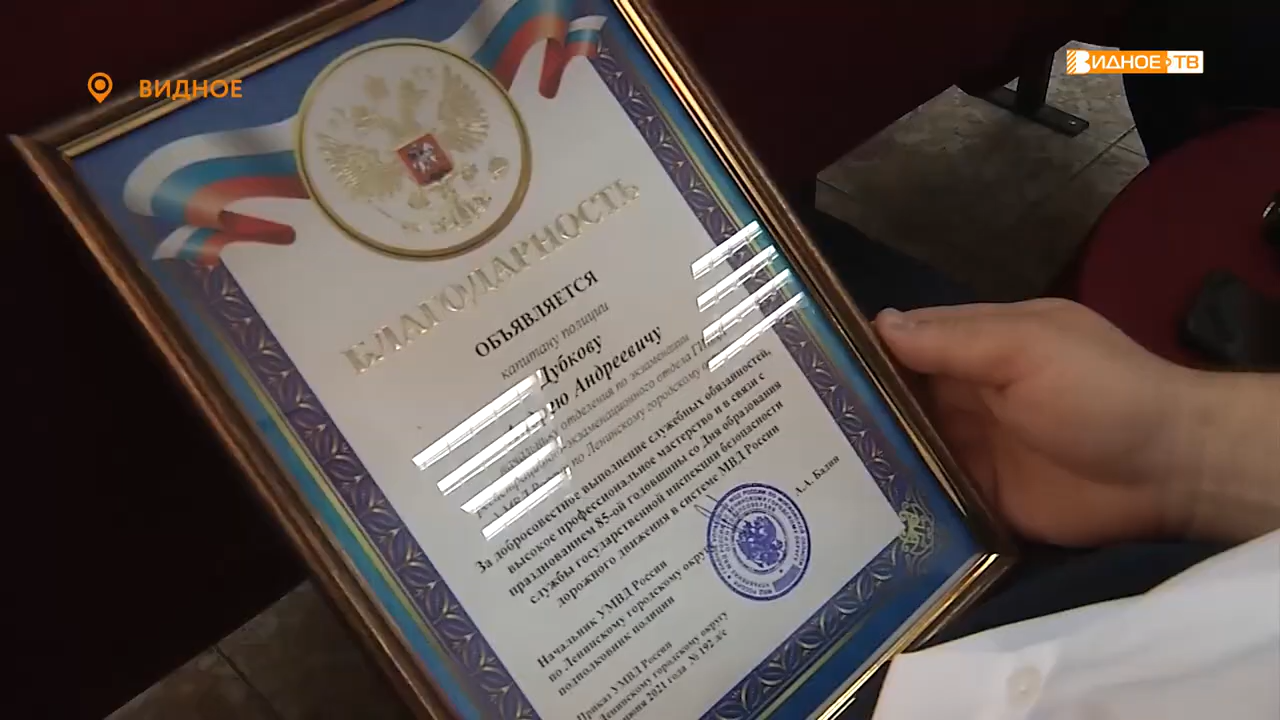 ВИДНОЕ
ВИДНОЕ ТВ
БЛАГОДАРНОСТЬ
ОБЪЯВЛЯЕТСЯ
капитану полиции
Дубкову
Андреевичу
отделения по экзаменации
экзаменационного отдела
по Ленинскому городскому
За добросовестное выполнение служебных обязанностей,
высокое профессиональное мастерство и в связи с
празднованием 85-ой годовщины со Дня образования
службы государственной инспекции безопасности
дорожного движения в системе МВД России
Начальник УМВД России
по Ленинскому городскому округу
подполковник полиции
А.А. Балян
Приказ УМВД России
Ленинскому городскому округу
июня 2021 года № 192 л/с